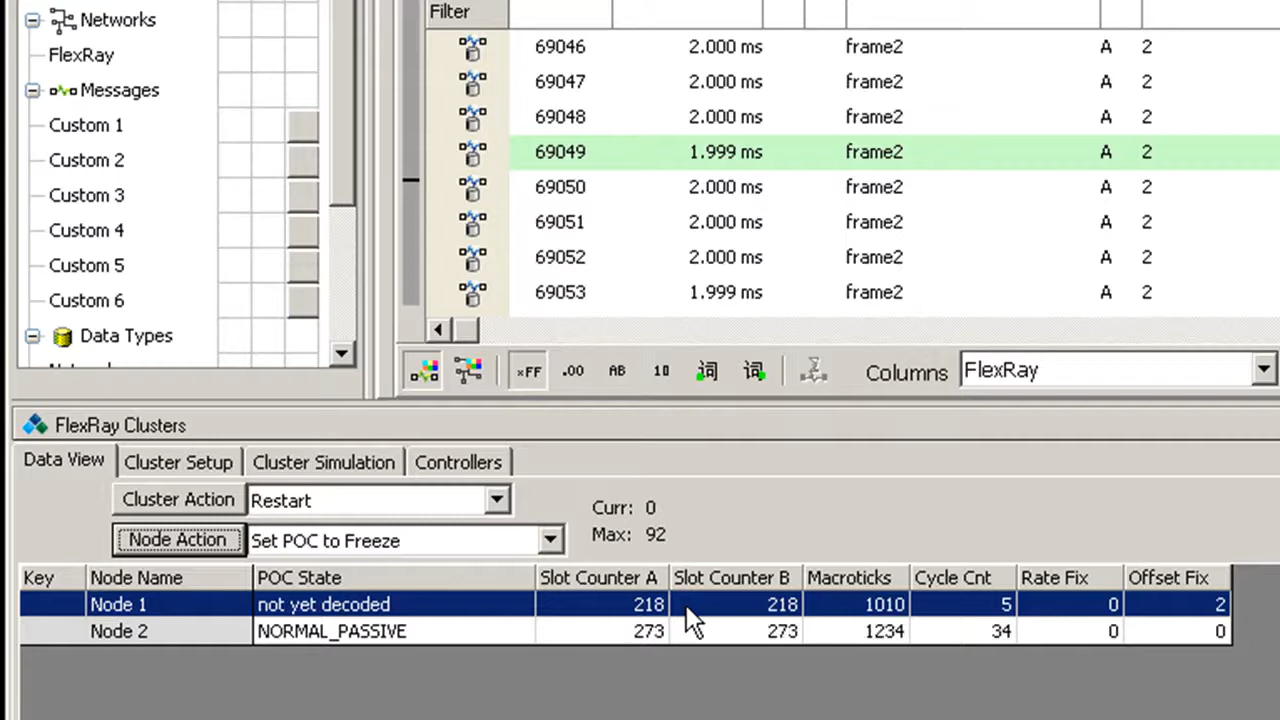 Networks
FlexRay
Messages
Custom 1
Custom 2
Custom 3
Custom 4
Custom 5
Custom 6
Data Types
Filter
69046 2.000 ms frame2 A 2
69047 2.000 ms frame2 A 2
69048 2.000 ms frame2 A 2
69049 1.999 ms frame2 A 2
69050 2.000 ms frame2 A 2
69051 2.000 ms frame2 A 2
69052 2.000 ms frame2 A 2
69053 1.999 ms frame2 A 2
×FF .00 AB 10 词 词 Columns FlexRay
FlexRay Clusters
Data View Cluster Setup Cluster Simulation Controllers
Cluster Action Restart Curr: 0
Node Action Set POC to Freeze Max: 92
Key Node Name POC State Slot Counter A Slot Counter B Macroticks Cycle Cnt Rate Fix Offset Fix
Node 1 not yet decoded 218 218 1010 5 0 2
Node 2 NORMAL_PASSIVE 273 273 1234 34 0 0